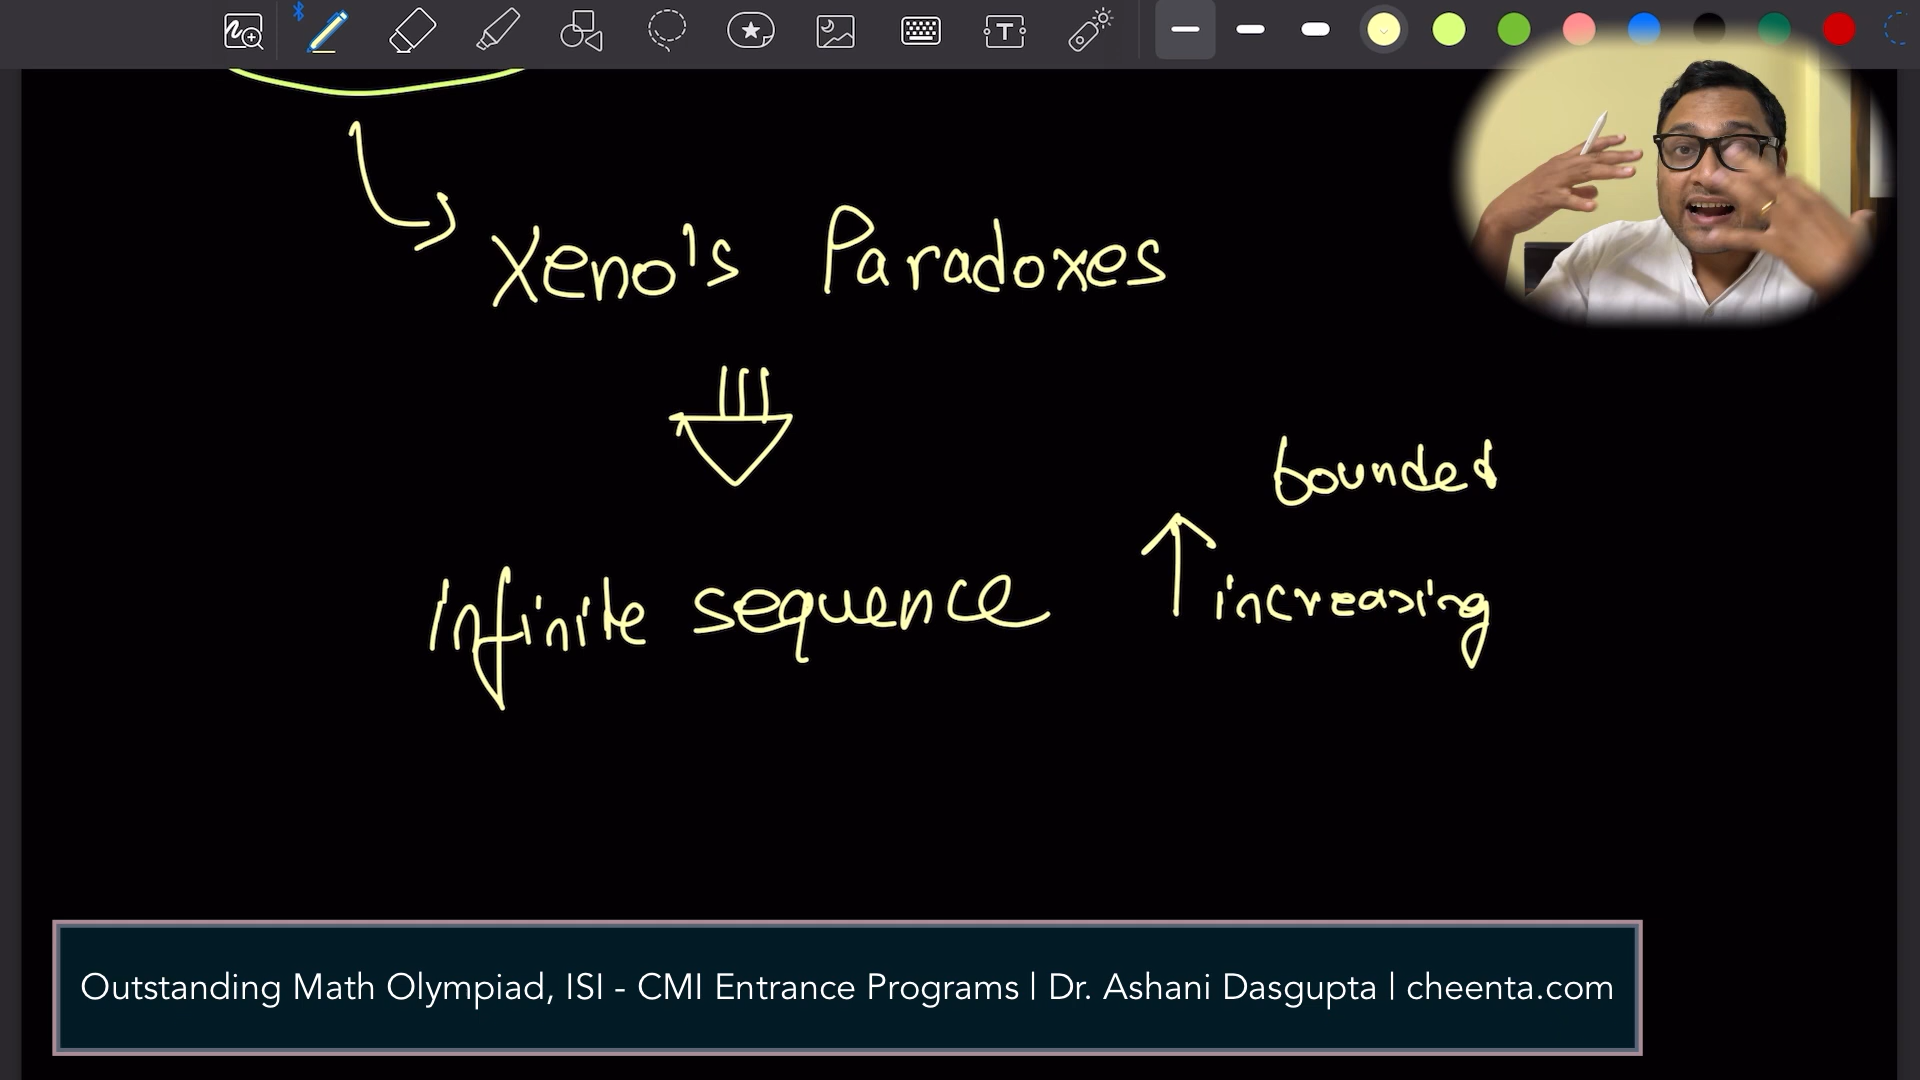 Xeno's Paradoxes
bounded
infinite sequence increasing
Outstanding Math Olympiad, ISI - CMI Entrance Programs | Dr. Ashani Dasgupta | cheenta.com